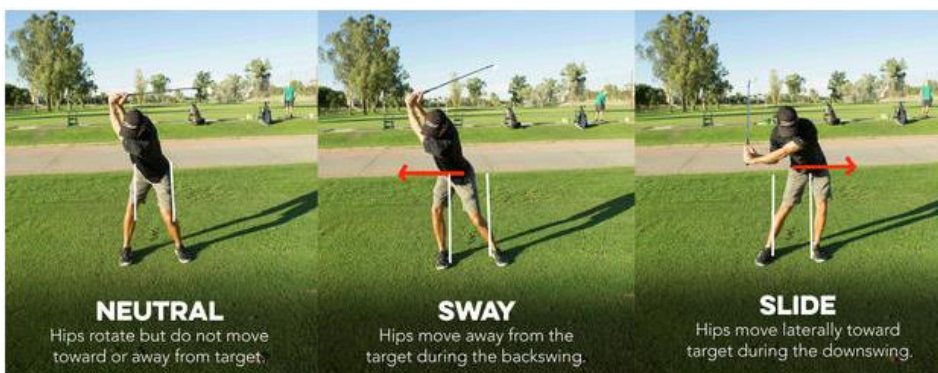 NEUTRAL
Hips rotate but do not move
toward or away from target.
SWAY
Hips move away from the
target during the backswing.
SLIDE
Hips move laterally toward
target during the downswing.